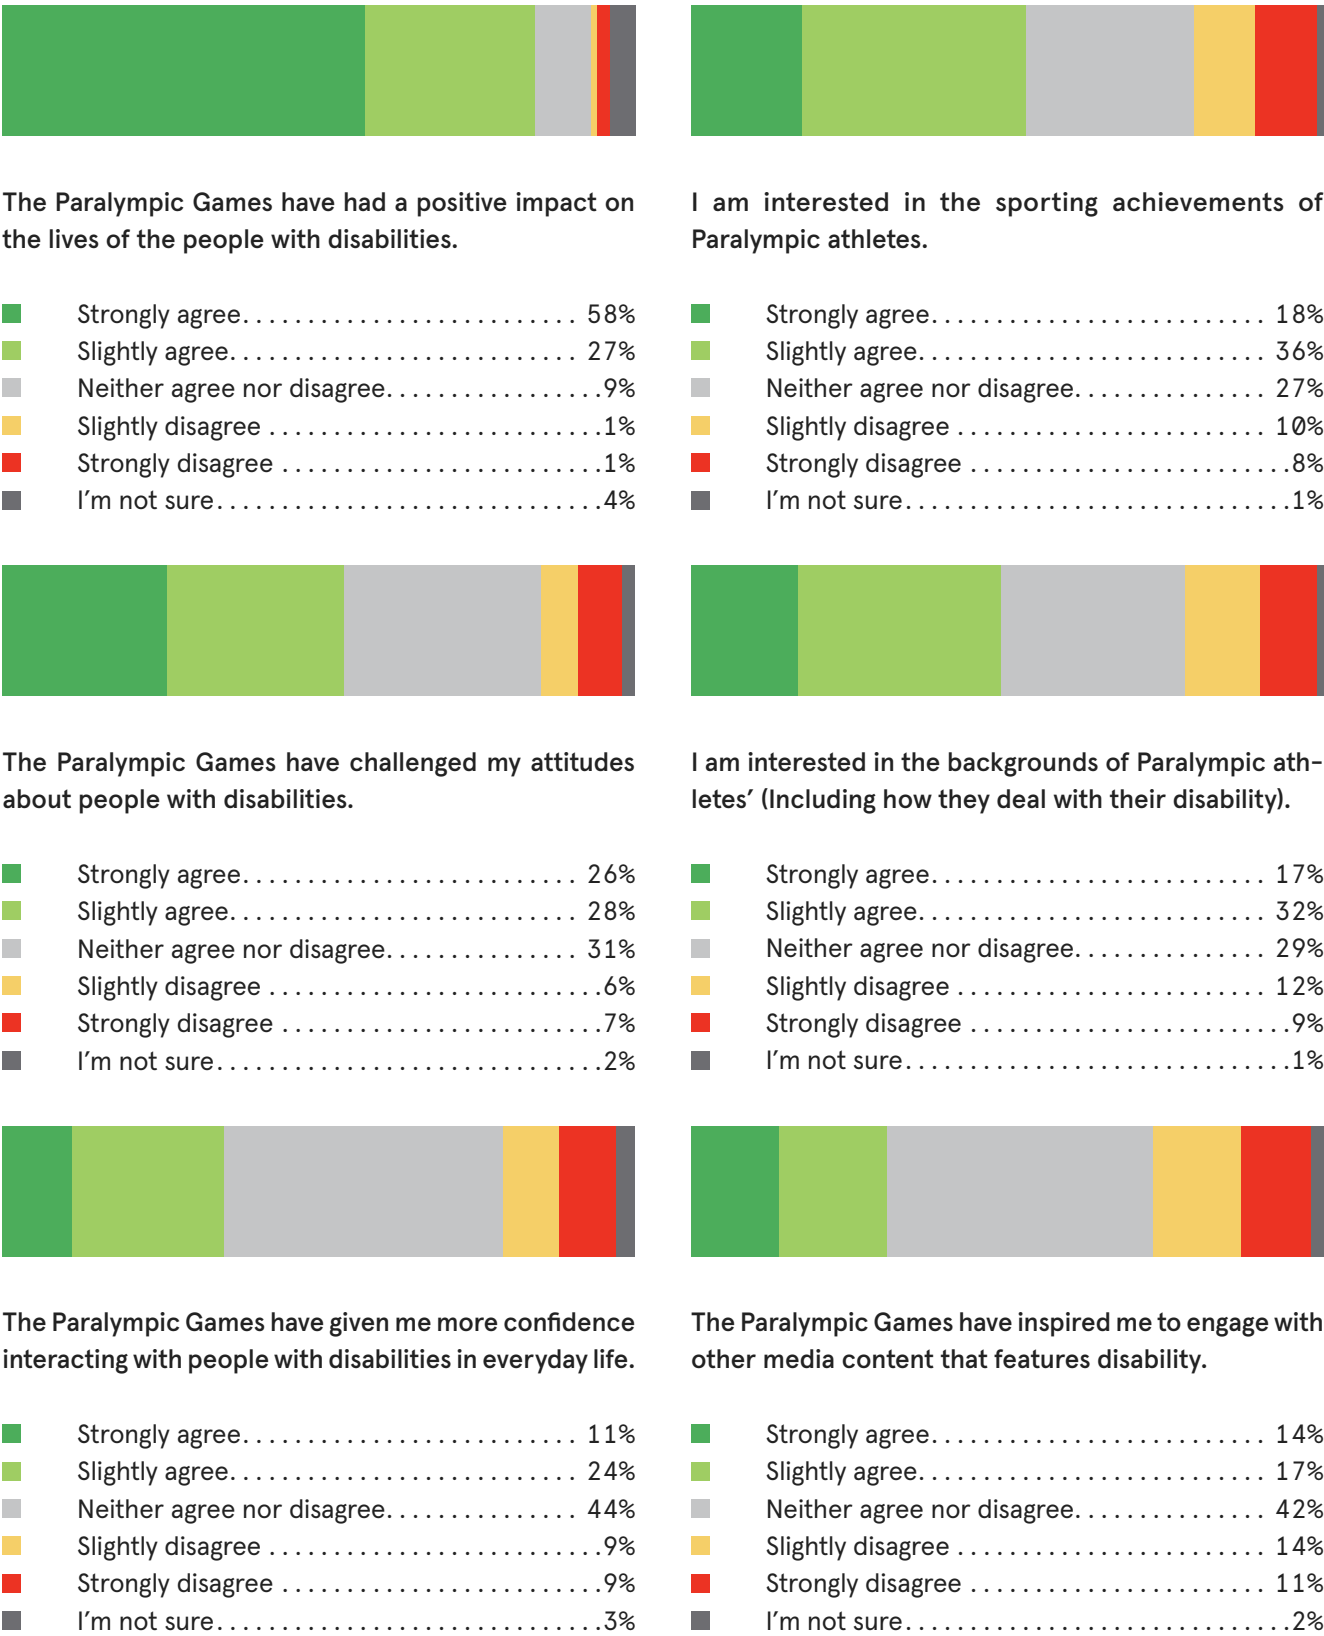 The Paralympic Games have had a positive impact on
the lives of the people with disabilities.
Strongly agree........................... 58%
Slightly agree............................ 27%
Neither agree nor disagree.................9%
Slightly disagree ..........................1%
Strongly disagree .........................1%
I'm not sure..............................4%
I am interested in the sporting achievements of
Paralympic athletes.
Strongly agree........................... 18%
Slightly agree............................ 36%
Neither agree nor disagree............... 27%
Slightly disagree ........................ 10%
Strongly disagree .........................8%
I'm not sure..............................1%
The Paralympic Games have challenged my attitudes
about people with disabilities.
Strongly agree........................... 26%
Slightly agree............................ 28%
Neither agree nor disagree............... 31%
Slightly disagree ..........................6%
Strongly disagree .........................7%
I'm not sure..............................2%
I am interested in the backgrounds of Paralympic ath-
letes' (Including how they deal with their disability).
Strongly agree........................... 17%
Slightly agree............................ 32%
Neither agree nor disagree............... 29%
Slightly disagree ........................ 12%
Strongly disagree .........................9%
I'm not sure..............................1%
The Paralympic Games have given me more confidence
interacting with people with disabilities in everyday life.
Strongly agree........................... 11%
Slightly agree............................ 24%
Neither agree nor disagree............... 44%
Slightly disagree ..........................9%
Strongly disagree .........................9%
I'm not sure..............................3%
The Paralympic Games have inspired me to engage with
other media content that features disability.
Strongly agree........................... 14%
Slightly agree............................ 17%
Neither agree nor disagree............... 42%
Slightly disagree ........................ 14%
Strongly disagree ....................... 11%
I'm not sure..............................2%